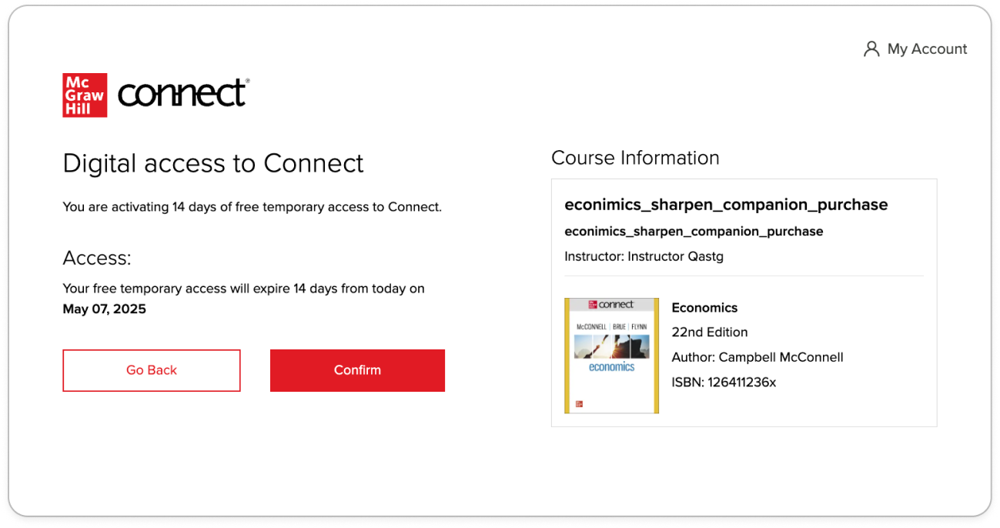 My Account
Mc
Graw
Hill
connect®
Digital access to Connect
You are activating 14 days of free temporary access to Connect.
Access:
Your free temporary access will expire 14 days from today on
May 07, 2025
Go Back
Confirm
Course Information
econimics_sharpen_companion_purchase
econimics_sharpen_companion_purchase
Instructor: Instructor Qastg
connect
McCONNELL | BRUE | FLYNN
economics
Economics
22nd Edition
Author: Campbell McConnell
ISBN: 126411236x